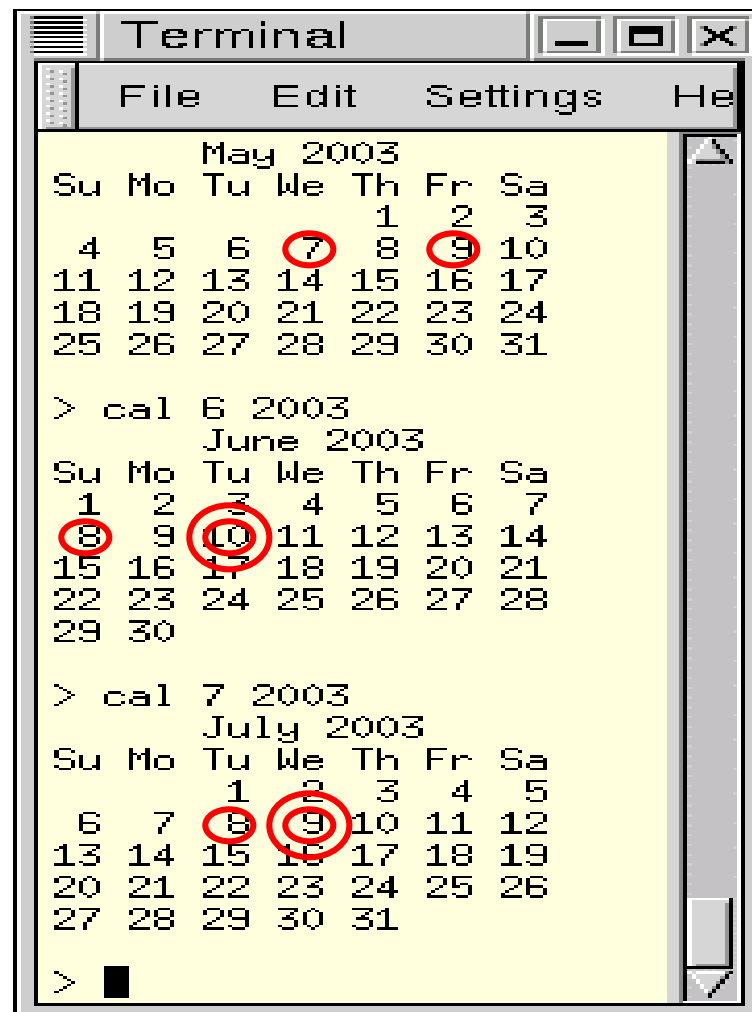 Terminal
File Edit Settings He
May 2003
Su Mo Tu We Th Fr Sa
1 2 3
4 5 6 7 8 9 10
11 12 13 14 15 16 17
18 19 20 21 22 23 24
25 26 27 28 29 30 31
> cal 6 2003
June 2003
Su Mo Tu We Th Fr Sa
1 2 3 4 5 6 7
8 9 10 11 12 13 14
15 16 17 18 19 20 21
22 23 24 25 26 27 28
29 30
> cal 7 2003
July 2003
Su Mo Tu We Th Fr Sa
1 2 3 4 5
6 7 8 9 10 11 12
13 14 15 16 17 18 19
20 21 22 23 24 25 26
27 28 29 30 31
>